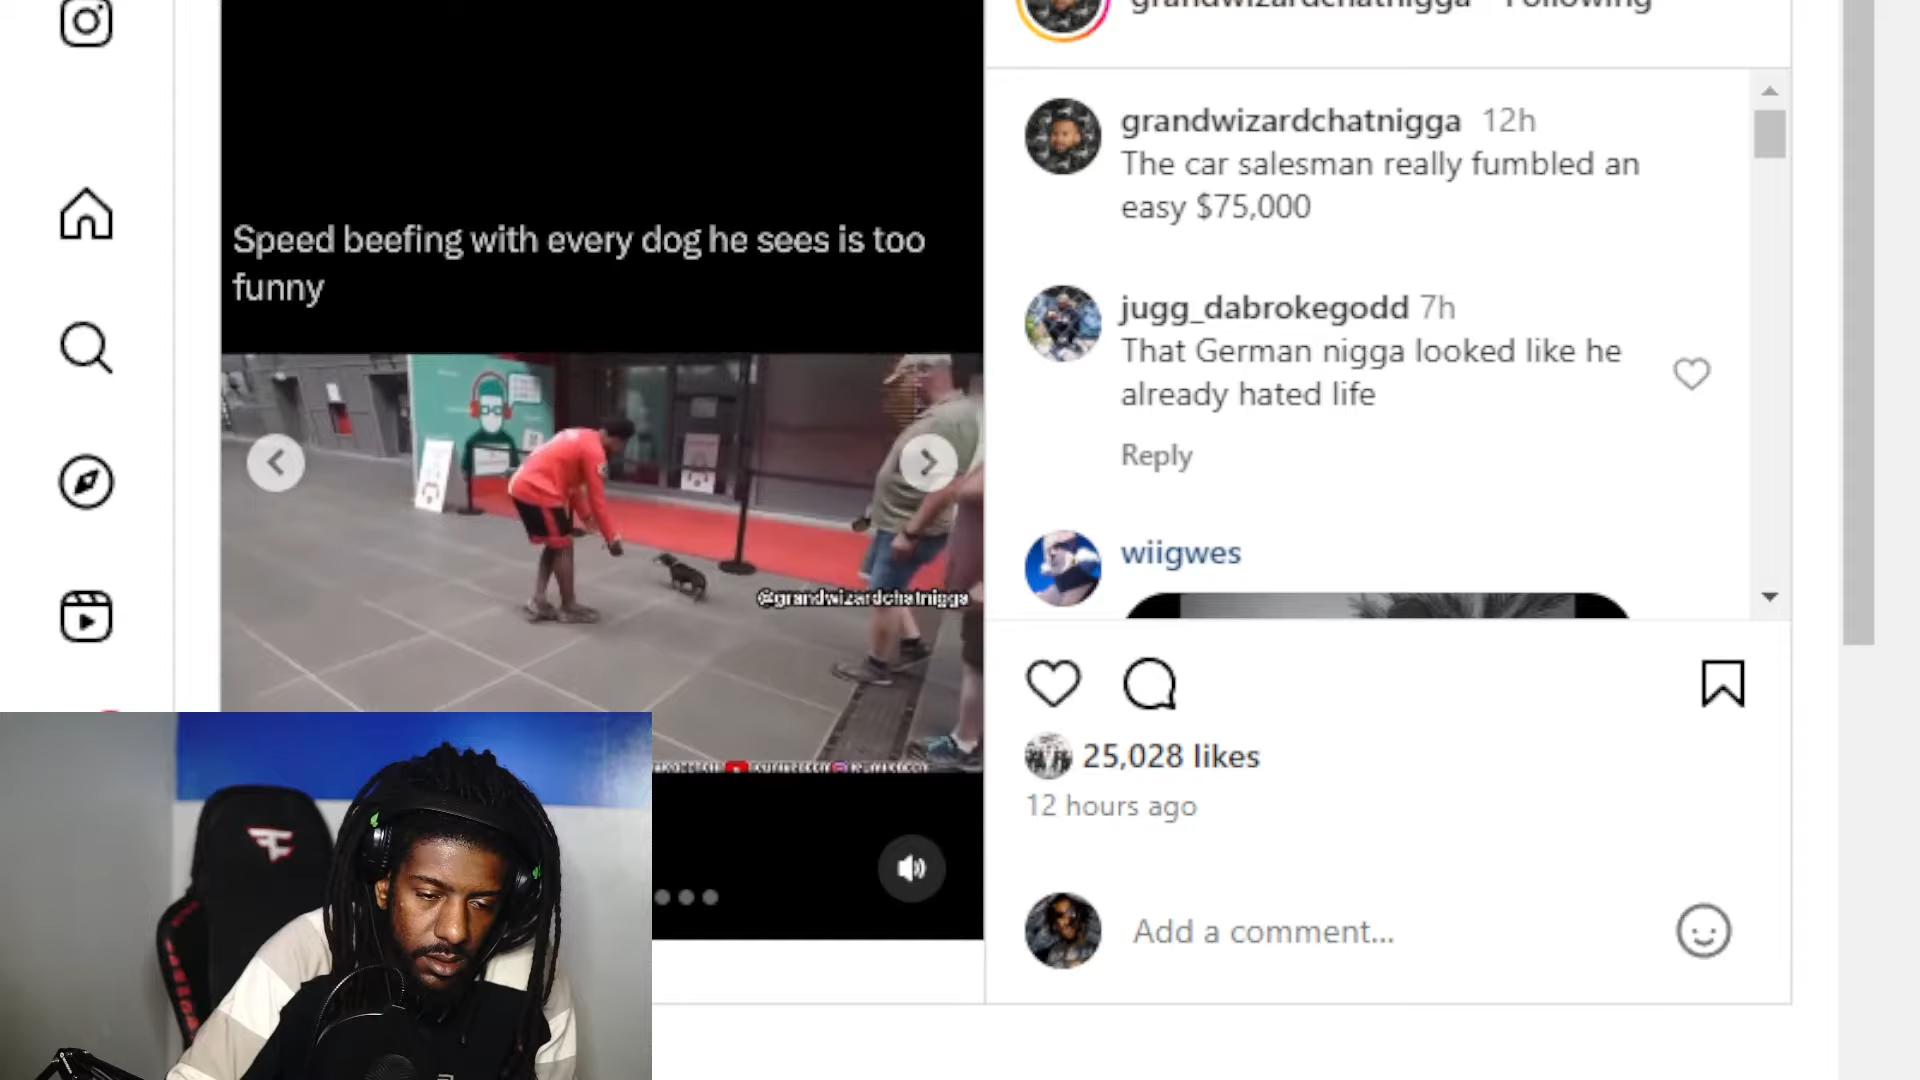 grandwizardchatnigga Following
grandwizardchatnigga 12h
The car salesman really fumbled an
easy $75,000
Speed beefing with every dog he sees is too
funny
jugg_dabrokegodd 7h
That German nigga looked like he
already hated life
Reply
wiigwes
@grandwizardchatnigga
25,028 likes
12 hours ago
Add a comment...